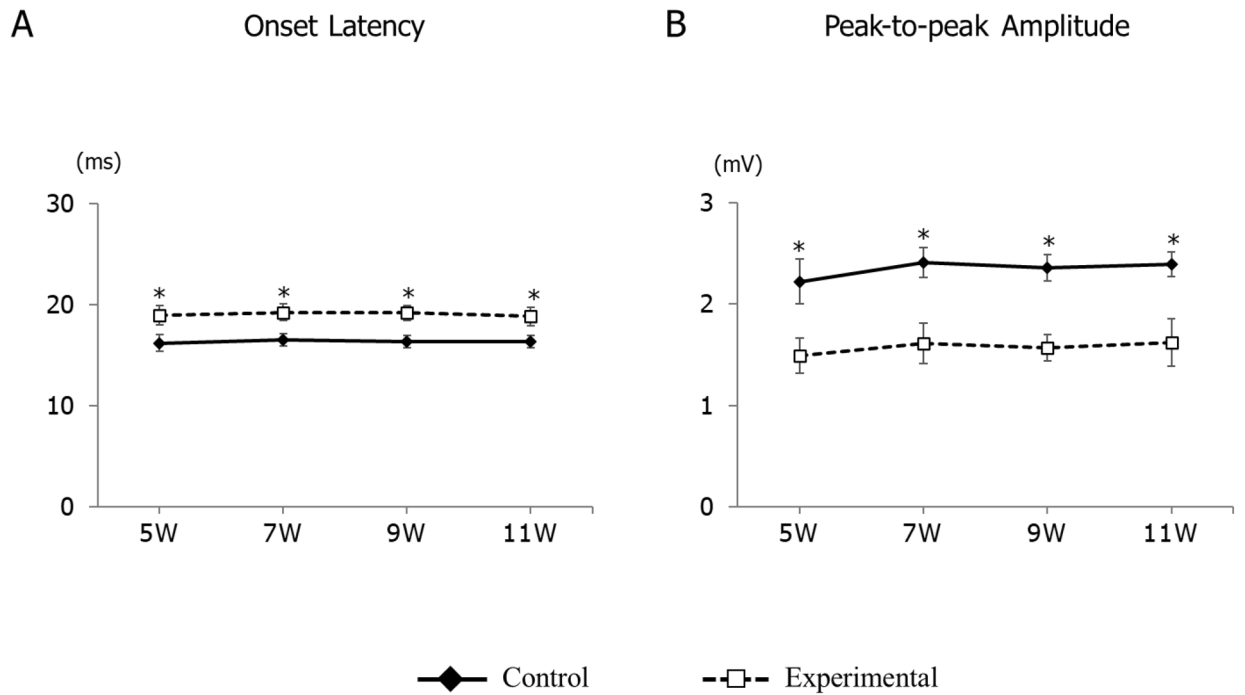 A Onset Latency
(ms)
30
20
10
0
* * * *
5W 7W 9W 11W
B Peak-to-peak Amplitude
(mV)
3
2
1
0
* * * *
5W 7W 9W 11W
Control Experimental